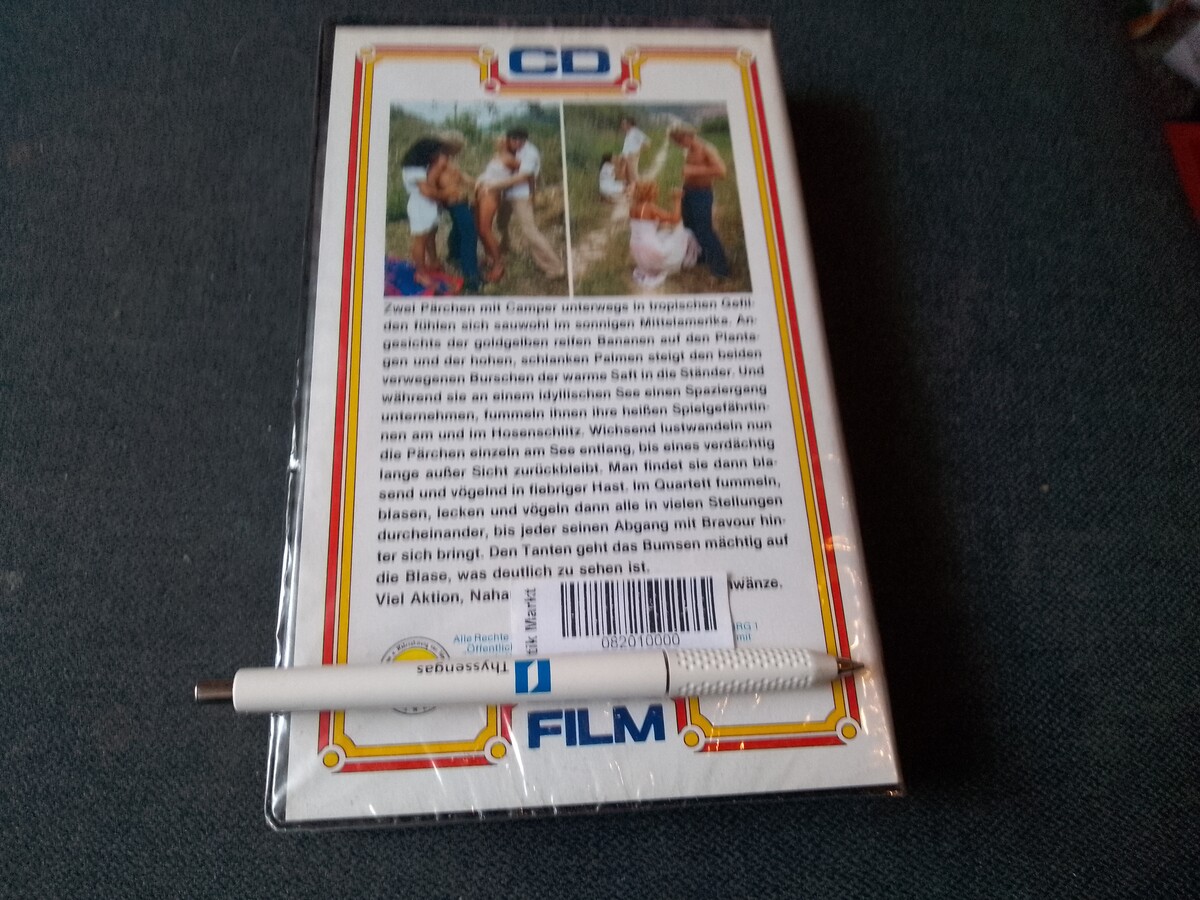 CD
Zwei Pärchen mit Camper unterwegs in tropischen Gefil-
den fühlen sich sauwohl im sonnigen Mittelamerika. An-
gesichts der goldgelben reifen Bananen auf den Planta-
gen und der hohen, schlanken Palmen steigt den beiden
verwegenen Burschen der warme Saft in die Ständer. Und
während sie an einem idyllischen See einen Spaziergang
unternehmen, fummeln ihnen ihre heißen Spielgefährtin-
nen am und im Hosenschlitz. Wichsend lustwandeln nun
die Pärchen einzeln am See entlang, bis eines verdächtig
lange außer Sicht zurückbleibt. Man findet sie dann bla-
send und vögelnd in fiebriger Hast. Im Quartett fummeln,
blasen, lecken und vögeln dann alle in vielen Stellungen
durcheinander, bis jeder seinen Abgang mit Bravour hin-
ter sich bringt. Den Tanten geht das Bumsen mächtig auf
die Blase, was deutlich zu sehen ist.
Viel Aktion, Naha wänze.
tik Markt
082010000
Alle Rechte RG 1
Öffentlic mit
Thyssengas
FILM